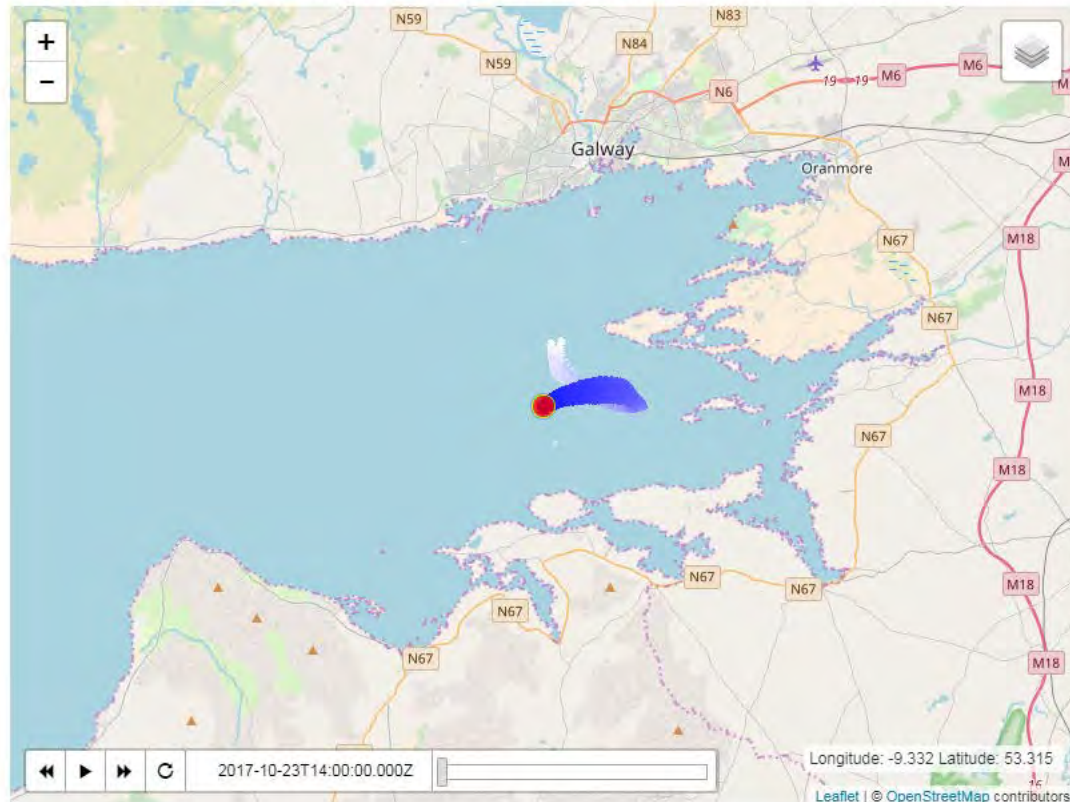 N59
N83
N84
N59
M6
M6
19
19
N6
Galway
Oranmore
N67
M18
N67
M18
N67
M18
N67
N67
N67
N67
M18
+
−
2017-10-23T14:00:00.000Z
Longitude: -9.332 Latitude: 53.315
Leaflet | © OpenStreetMap contributors